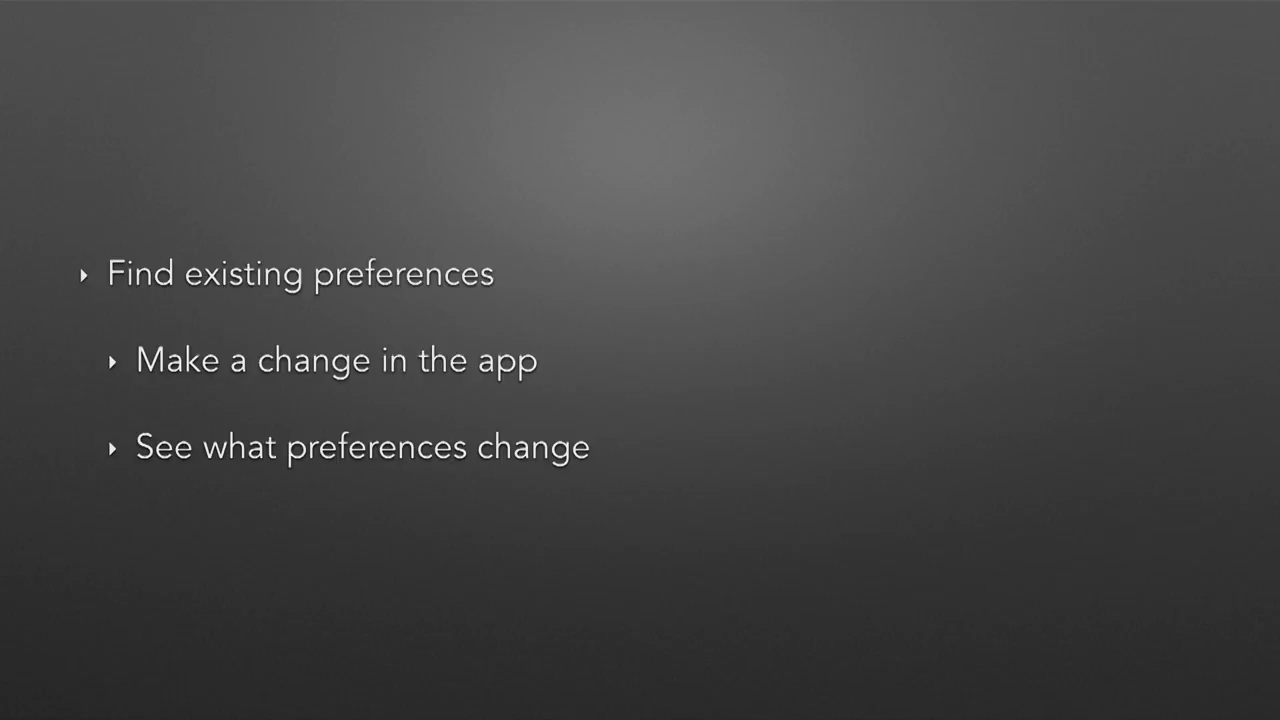 Find existing preferences
Make a change in the app
See what preferences change